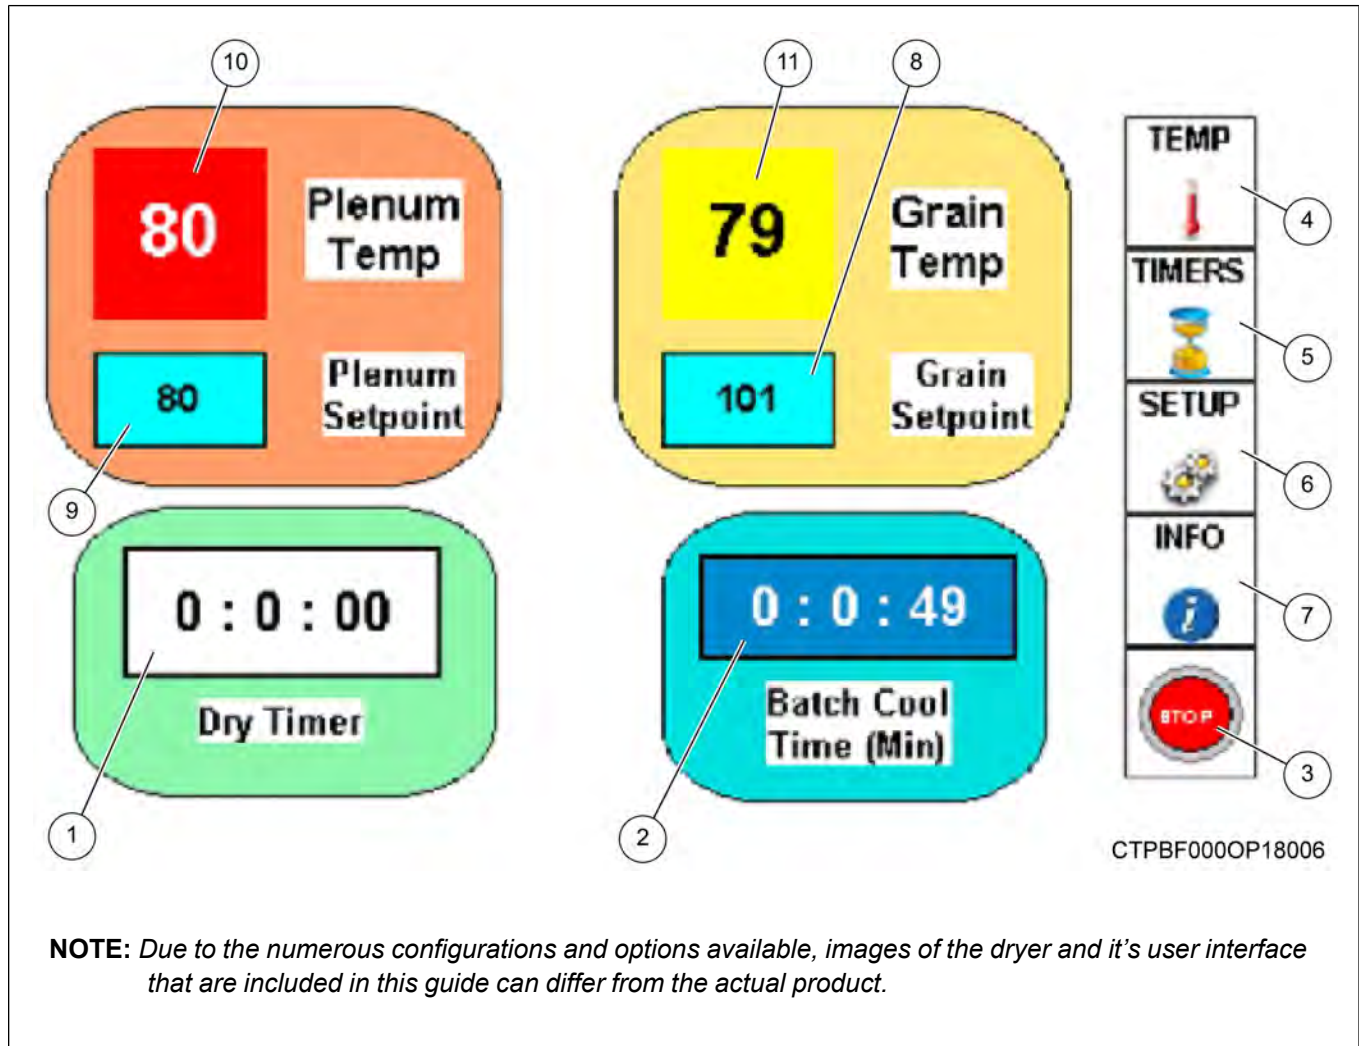 10
11
8
80
Plenum
Temp
79
Grain
Temp
TEMP
4
TIMERS
5
80
Plenum
Setpoint
101
Grain
Setpoint
SETUP
6
9
INFO
7
0 : 0 : 00
Dry Timer
0 : 0 : 49
Batch Cool
Time (Min)
STOP
3
1
2
CTPBF000OP18006
NOTE: Due to the numerous configurations and options available, images of the dryer and it's user interface
that are included in this guide can differ from the actual product.